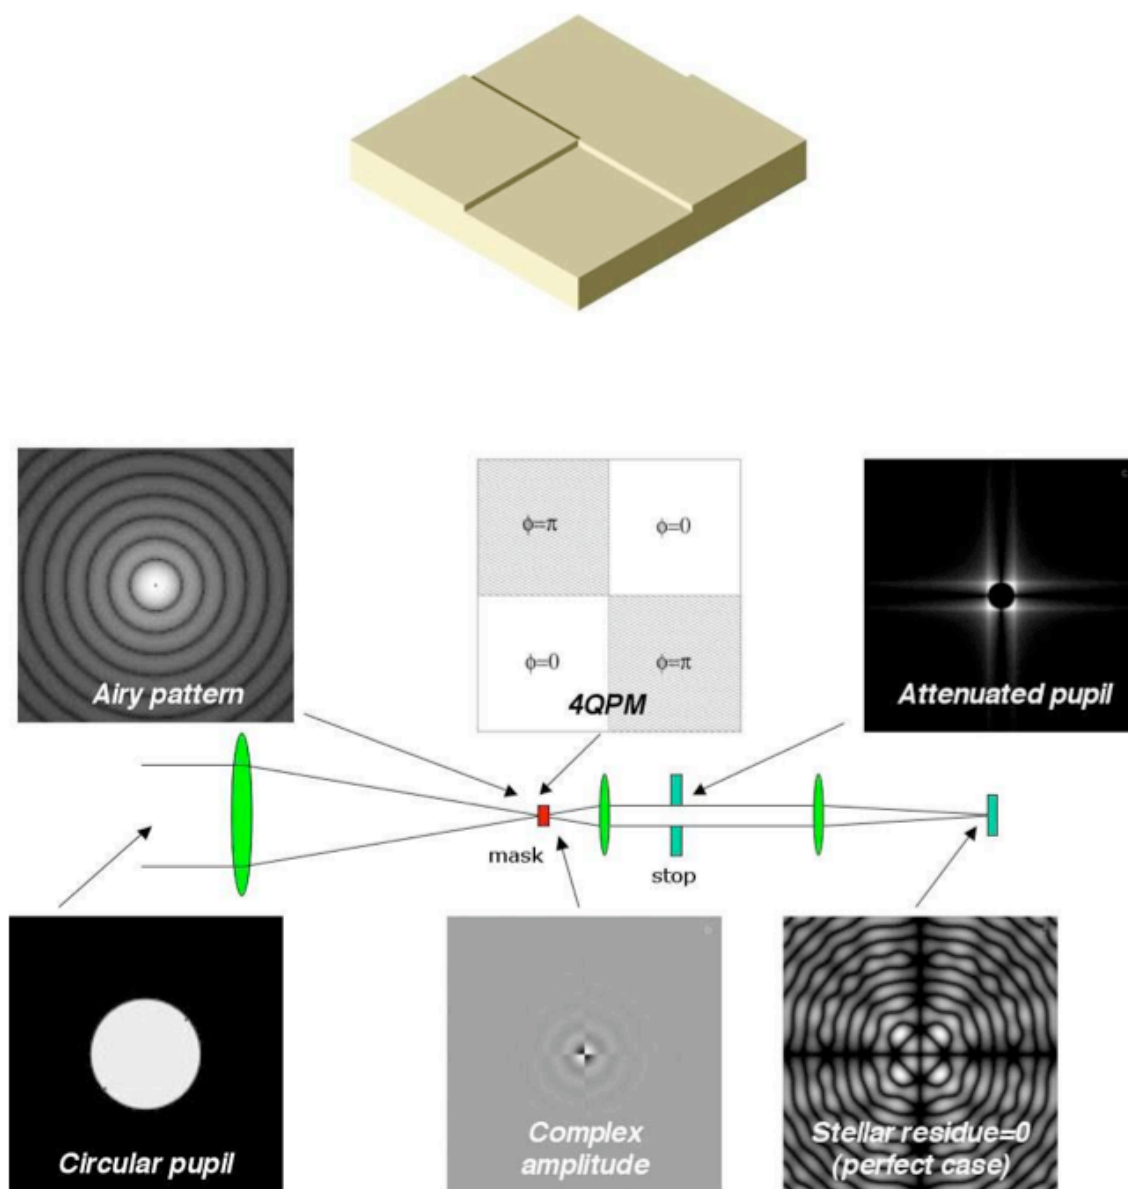 Airy pattern
ϕ=π
ϕ=0
ϕ=0
ϕ=π
4QPM
Attenuated pupil
mask
stop
Circular pupil
Complex
amplitude
Stellar residue=0
(perfect case)